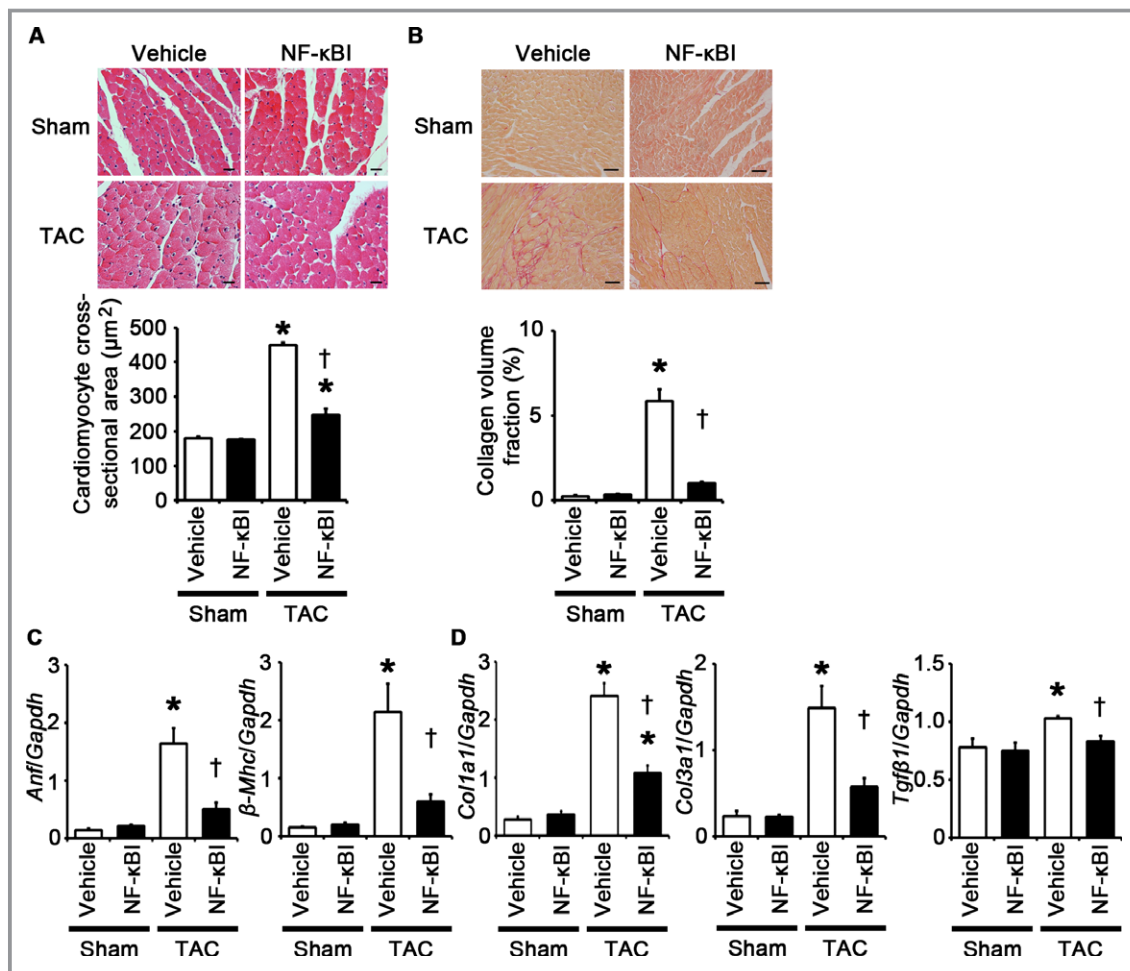 A
Vehicle NF-κBI
Sham
TAC
Cardiomyocyte cross-
sectional area (µm²)
500
400
300
200
100
0
*
†
*
Vehicle
NF-κBI
Vehicle
NF-κBI
Sham TAC
B
Vehicle NF-κBI
Sham
TAC
Collagen volume
fraction (%)
10
5
0
*
†
Vehicle
NF-κBI
Vehicle
NF-κBI
Sham TAC
C
Anf/Gapdh
3
2
1
0
*
†
Vehicle
NF-κBI
Vehicle
NF-κBI
Sham TAC
β-Mhc/Gapdh
3
2
1
0
*
†
Vehicle
NF-κBI
Vehicle
NF-κBI
Sham TAC
D
Col1a1/Gapdh
3
2
1
0
*
†
*
Vehicle
NF-κBI
Vehicle
NF-κBI
Sham TAC
Col3a1/Gapdh
2
1
0
*
†
Vehicle
NF-κBI
Vehicle
NF-κBI
Sham TAC
Tgfβ1/Gapdh
1.5
1.0
0.5
0
*
†
Vehicle
NF-κBI
Vehicle
NF-κBI
Sham TAC